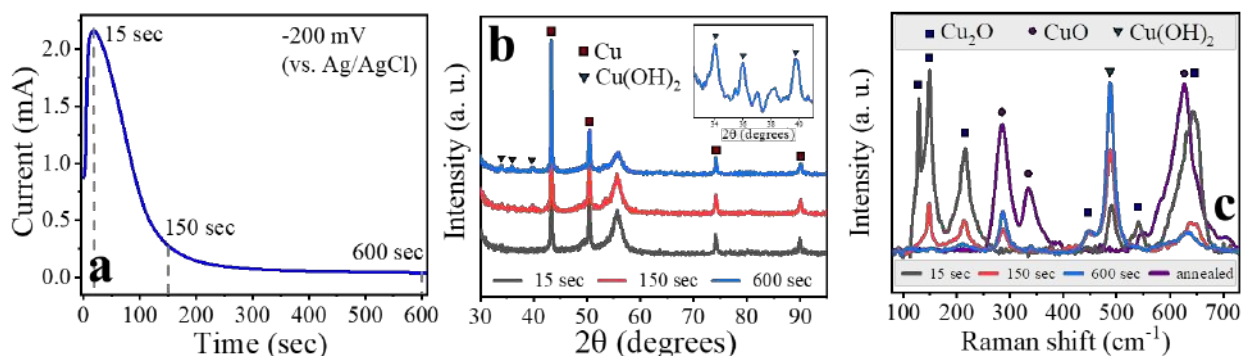 15 sec
-200 mV
(vs. Ag/AgCl)
150 sec
600 sec
a
Current (mA)
2.0
1.5
1.0
0.5
0.0
0 100 200 300 400 500 600
Time (sec)
b
Cu
Cu(OH)2
34 36 38 40
2θ (degrees)
Intensity (a. u.)
15 sec 150 sec 600 sec
30 40 50 60 70 80 90
2θ (degrees)
Cu2O CuO Cu(OH)2
Intensity (a. u.)
c
15 sec 150 sec 600 sec annealed
100 200 300 400 500 600 700
Raman shift (cm-1)